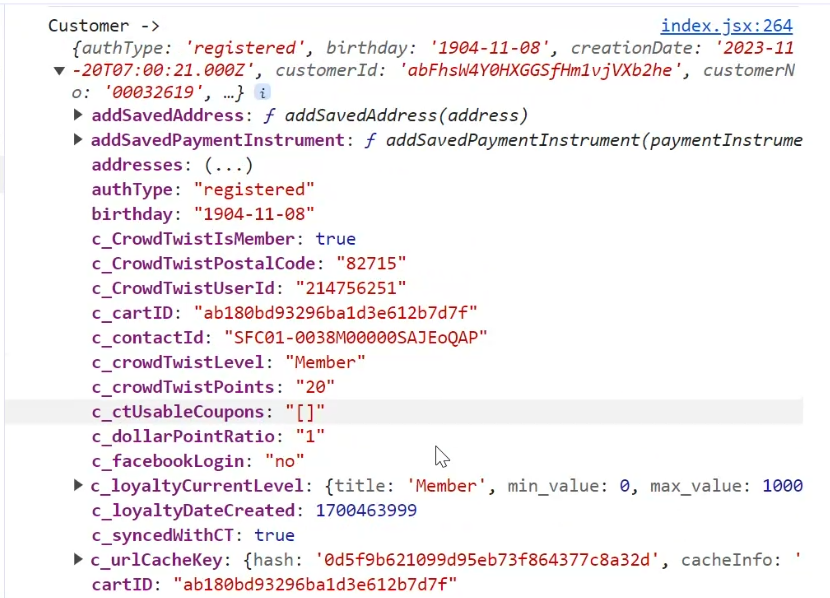 Customer -> index.jsx:264
{authType: 'registered', birthday: '1904-11-08', creationDate: '2023-11
-20T07:00:21.000Z', customerId: 'abFhsW4Y0HXGGSfHm1vjVXb2he', customerN
o: '00032619', …} i
addSavedAddress: ƒ addSavedAddress(address)
addSavedPaymentInstrument: ƒ addSavedPaymentInstrument(paymentInstrume
addresses: (...)
authType: "registered"
birthday: "1904-11-08"
c_CrowdTwistIsMember: true
c_CrowdTwistPostalCode: "82715"
c_CrowdTwistUserId: "214756251"
c_cartID: "ab180bd93296ba1d3e612b7d7f"
c_contactId: "SFC01-0038M00000SAJEoQAP"
c_crowdTwistLevel: "Member"
c_crowdTwistPoints: "20"
c_ctUsableCoupons: "[]"
c_dollarPointRatio: "1"
c_facebookLogin: "no"
c_loyaltyCurrentLevel: {title: 'Member', min_value: 0, max_value: 1000
c_loyaltyDateCreated: 1700463999
c_syncedWithCT: true
c_urlCacheKey: {hash: '0d5f9b621099d95eb73f864377c8a32d', cacheInfo: '
cartID: "ab180bd93296ba1d3e612b7d7f"